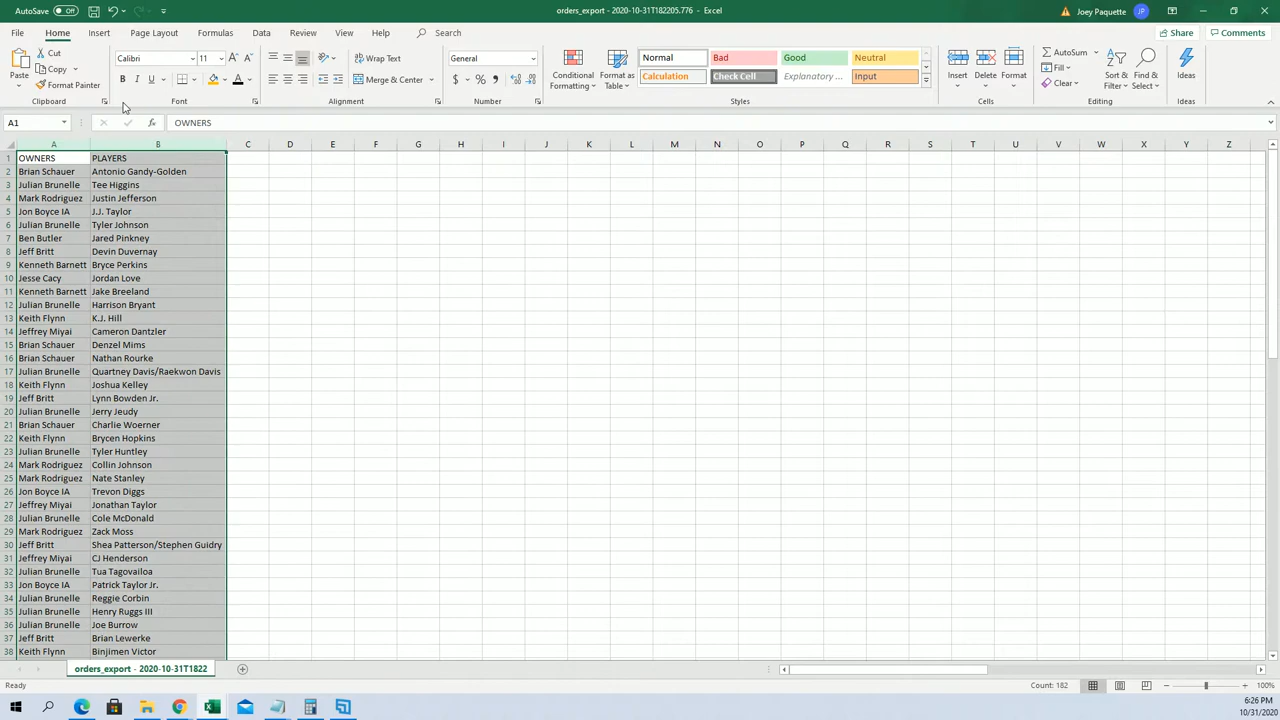 AutoSave Off
orders_export - 2020-10-31T182205.776 - Excel
Joey Paquette JP
File Home Insert Page Layout Formulas Data Review View Help Search Share Comments
Paste Cut Copy Format Painter
Calibri 11
B I U
Wrap Text
Merge & Center
General
$ % ,
Conditional Formatting
Format as Table
Normal Bad Good Neutral
Calculation Check Cell Explanatory ... Input
Insert Delete Format
AutoSum Fill Clear
Sort & Filter
Find & Select
Ideas
Clipboard Font Alignment Number Styles Cells Editing Ideas
A1 fx OWNERS
A B C D E F G H I J K L M N O P Q R S T U V W X Y Z
1 OWNERS PLAYERS
2 Brian Schauer Antonio Gandy-Golden
3 Julian Brunelle Tee Higgins
4 Mark Rodriguez Justin Jefferson
5 Jon Boyce IA J.J. Taylor
6 Julian Brunelle Tyler Johnson
7 Ben Butler Jared Pinkney
8 Jeff Britt Devin Duvernay
9 Kenneth Barnett Bryce Perkins
10 Jesse Cacy Jordan Love
11 Kenneth Barnett Jake Breeland
12 Julian Brunelle Harrison Bryant
13 Keith Flynn K.J. Hill
14 Jeffrey Miyai Cameron Dantzler
15 Brian Schauer Denzel Mims
16 Brian Schauer Nathan Rourke
17 Julian Brunelle Quartney Davis/Raekwon Davis
18 Keith Flynn Joshua Kelley
19 Jeff Britt Lynn Bowden Jr.
20 Julian Brunelle Jerry Jeudy
21 Brian Schauer Charlie Woerner
22 Keith Flynn Brycen Hopkins
23 Julian Brunelle Tyler Huntley
24 Mark Rodriguez Collin Johnson
25 Mark Rodriguez Nate Stanley
26 Jon Boyce IA Trevon Diggs
27 Jeffrey Miyai Jonathan Taylor
28 Julian Brunelle Cole McDonald
29 Mark Rodriguez Zack Moss
30 Jeff Britt Shea Patterson/Stephen Guidry
31 Jeffrey Miyai CJ Henderson
32 Julian Brunelle Tua Tagovailoa
33 Jon Boyce IA Patrick Taylor Jr.
34 Julian Brunelle Reggie Corbin
35 Julian Brunelle Henry Ruggs III
36 Julian Brunelle Joe Burrow
37 Jeff Britt Brian Lewerke
38 Keith Flynn Binjimen Victor
orders_export - 2020-10-31T1822
Ready Count: 182 100%
6:26 PM
10/31/2020